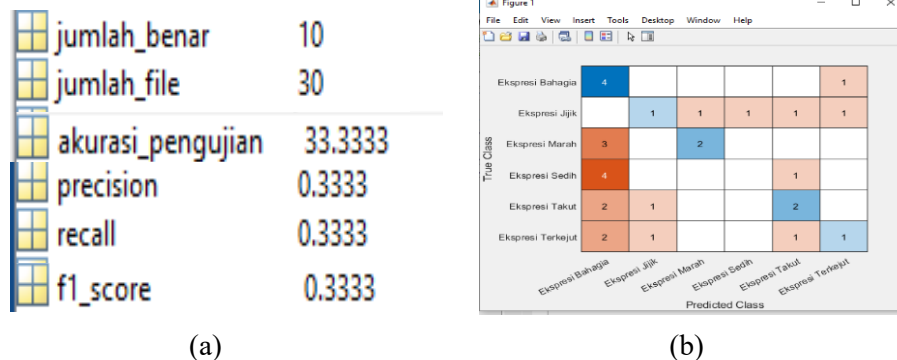 jumlah_benar 10
jumlah_file 30
akurasi_pengujian 33.3333
precision 0.3333
recall 0.3333
f1_score 0.3333
(a)
Figure 1
File Edit View Insert Tools Desktop Window Help
True Class
Ekspresi Bahagia 4 1
Ekspresi Jijik 1 1 1 1 1
Ekspresi Marah 3 2
Ekspresi Sedih 4 1
Ekspresi Takut 2 1 2
Ekspresi Terkejut 2 1 1 1
Ekspresi Bahagia Ekspresi Jijik Ekspresi Marah Ekspresi Sedih Ekspresi Takut Ekspresi Terkejut
Predicted Class
(b)